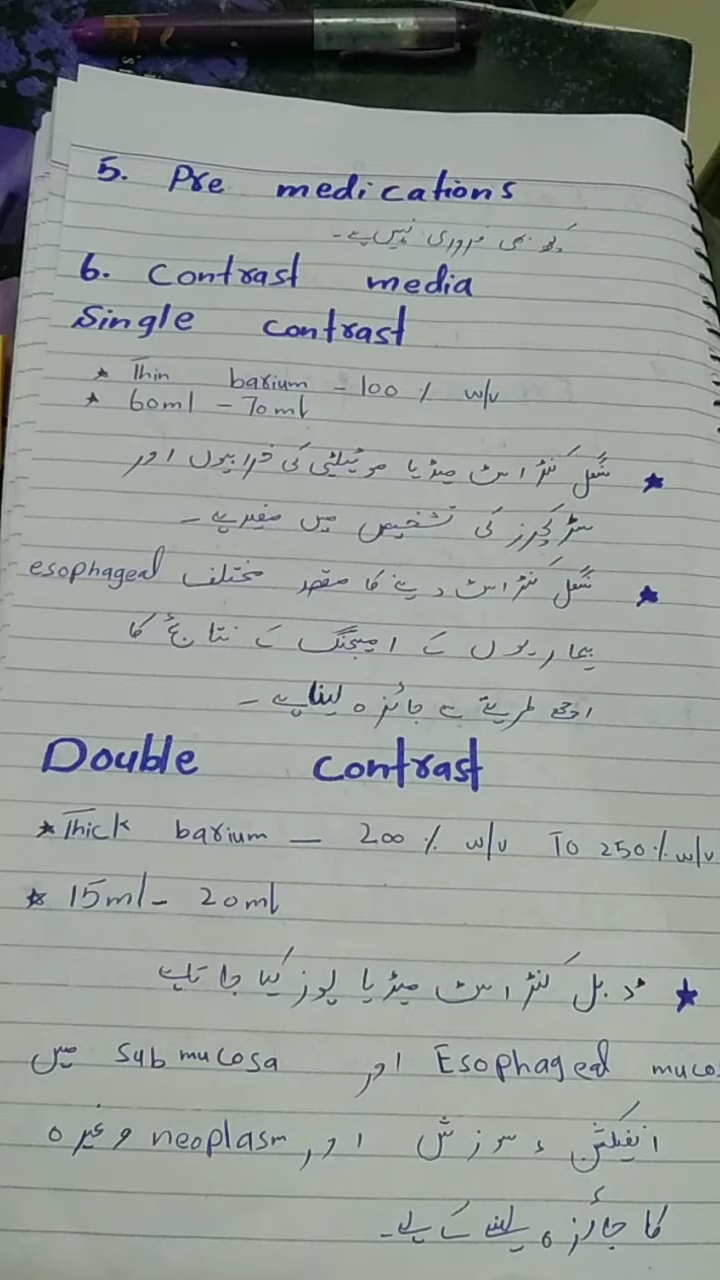 5. Pre medications
کچھ بھی ضروری نہیں ہے۔
6. Contrast media
Single contrast
★ Thin barium - 100 % w/v
★ 60ml - 70ml
★ سنگل کنٹراسٹ میڈیا موٹیلٹی کی خرابیوں اور
سٹرکچرز کی تشخیص میں مفید ہے۔
★ سنگل کنٹراسٹ دینے کا مقصد مختلف esophageal
بیماریوں کے امیجنگ کے نتائج کا
اچھے طریقے سے جائزہ لینا ہے۔
Double contrast
★ Thick barium — 200 % w/v To 250 % w/v
★ 15ml - 20ml
★ ڈبل کنٹراسٹ میڈیا یوز کیا جاتا ہے
Esophageal muco اور Sub mucosa میں
انفیکشن، سوزش اور neoplasm وغیرہ
کا جائزہ لینے کے لیے۔